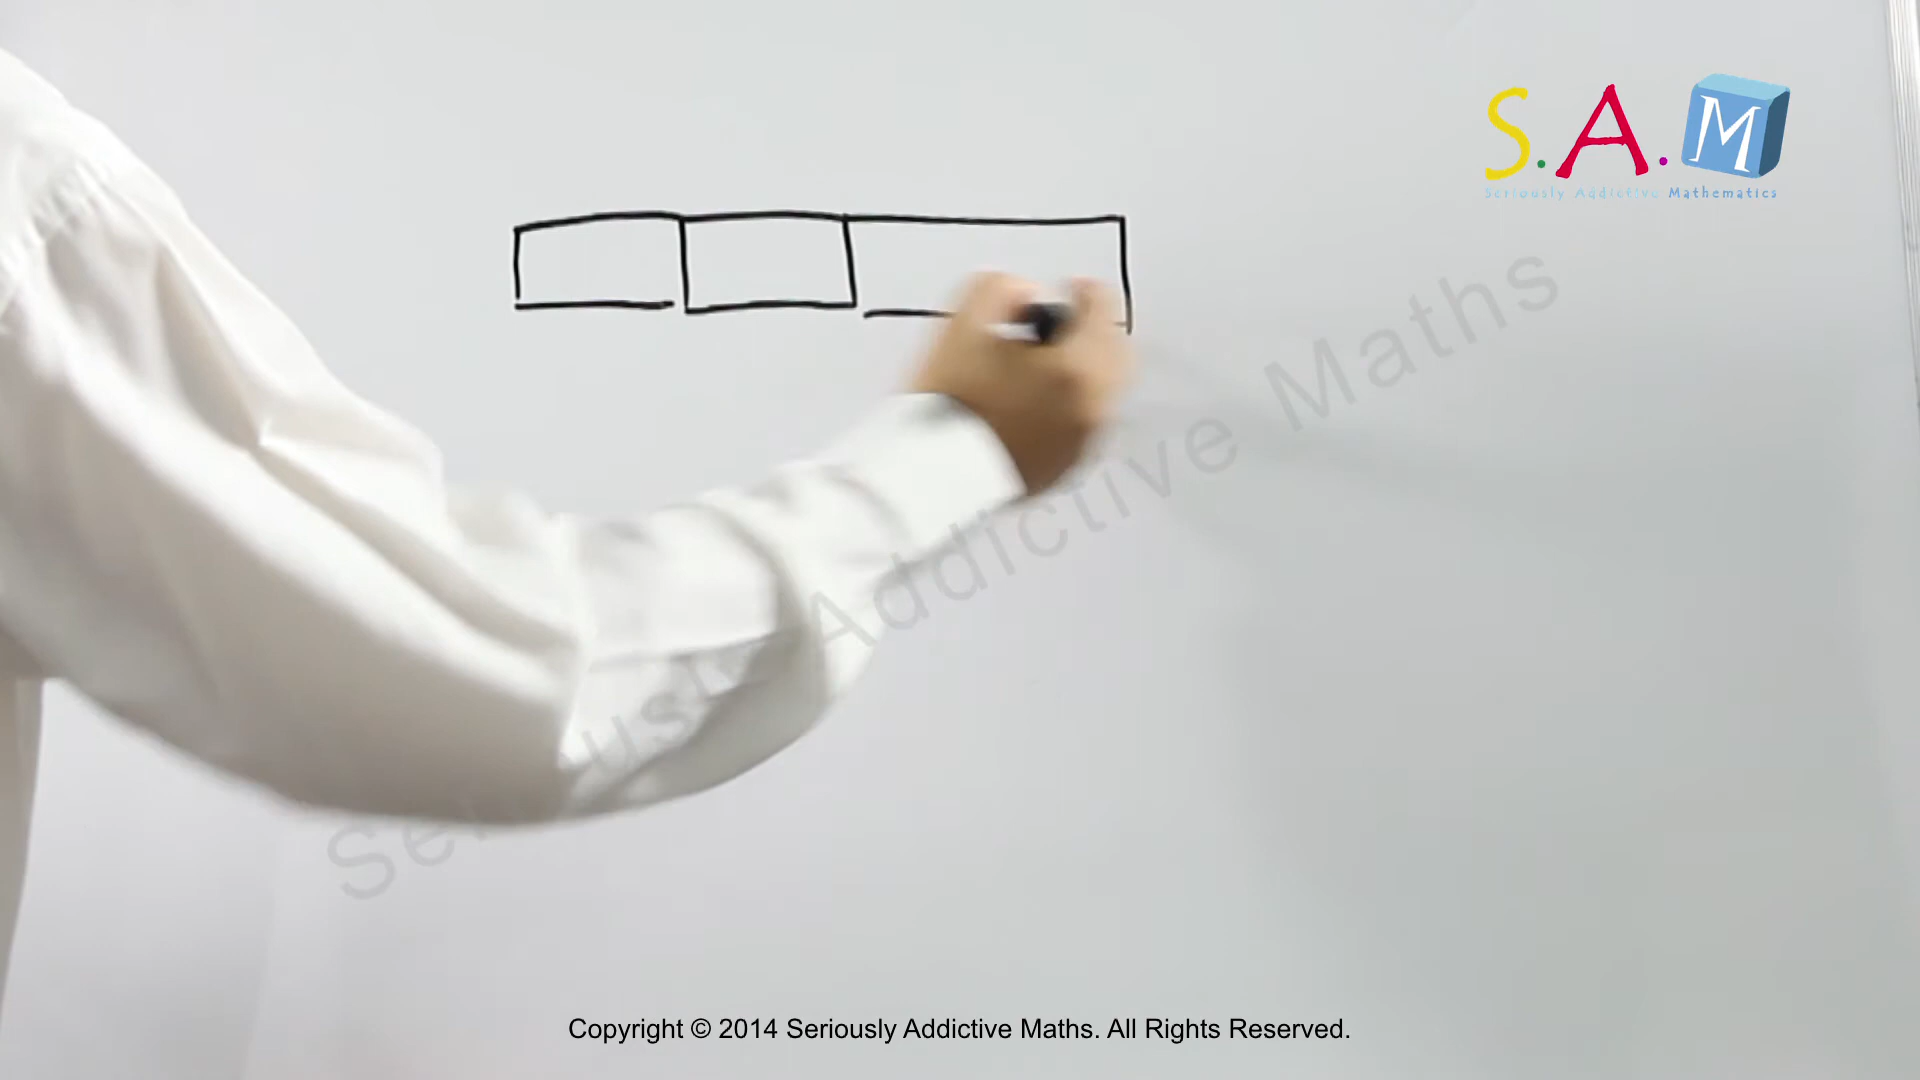 S.A.M
Seriously Addictive Mathematics
Seriously Addictive Maths
Copyright © 2014 Seriously Addictive Maths. All Rights Reserved.